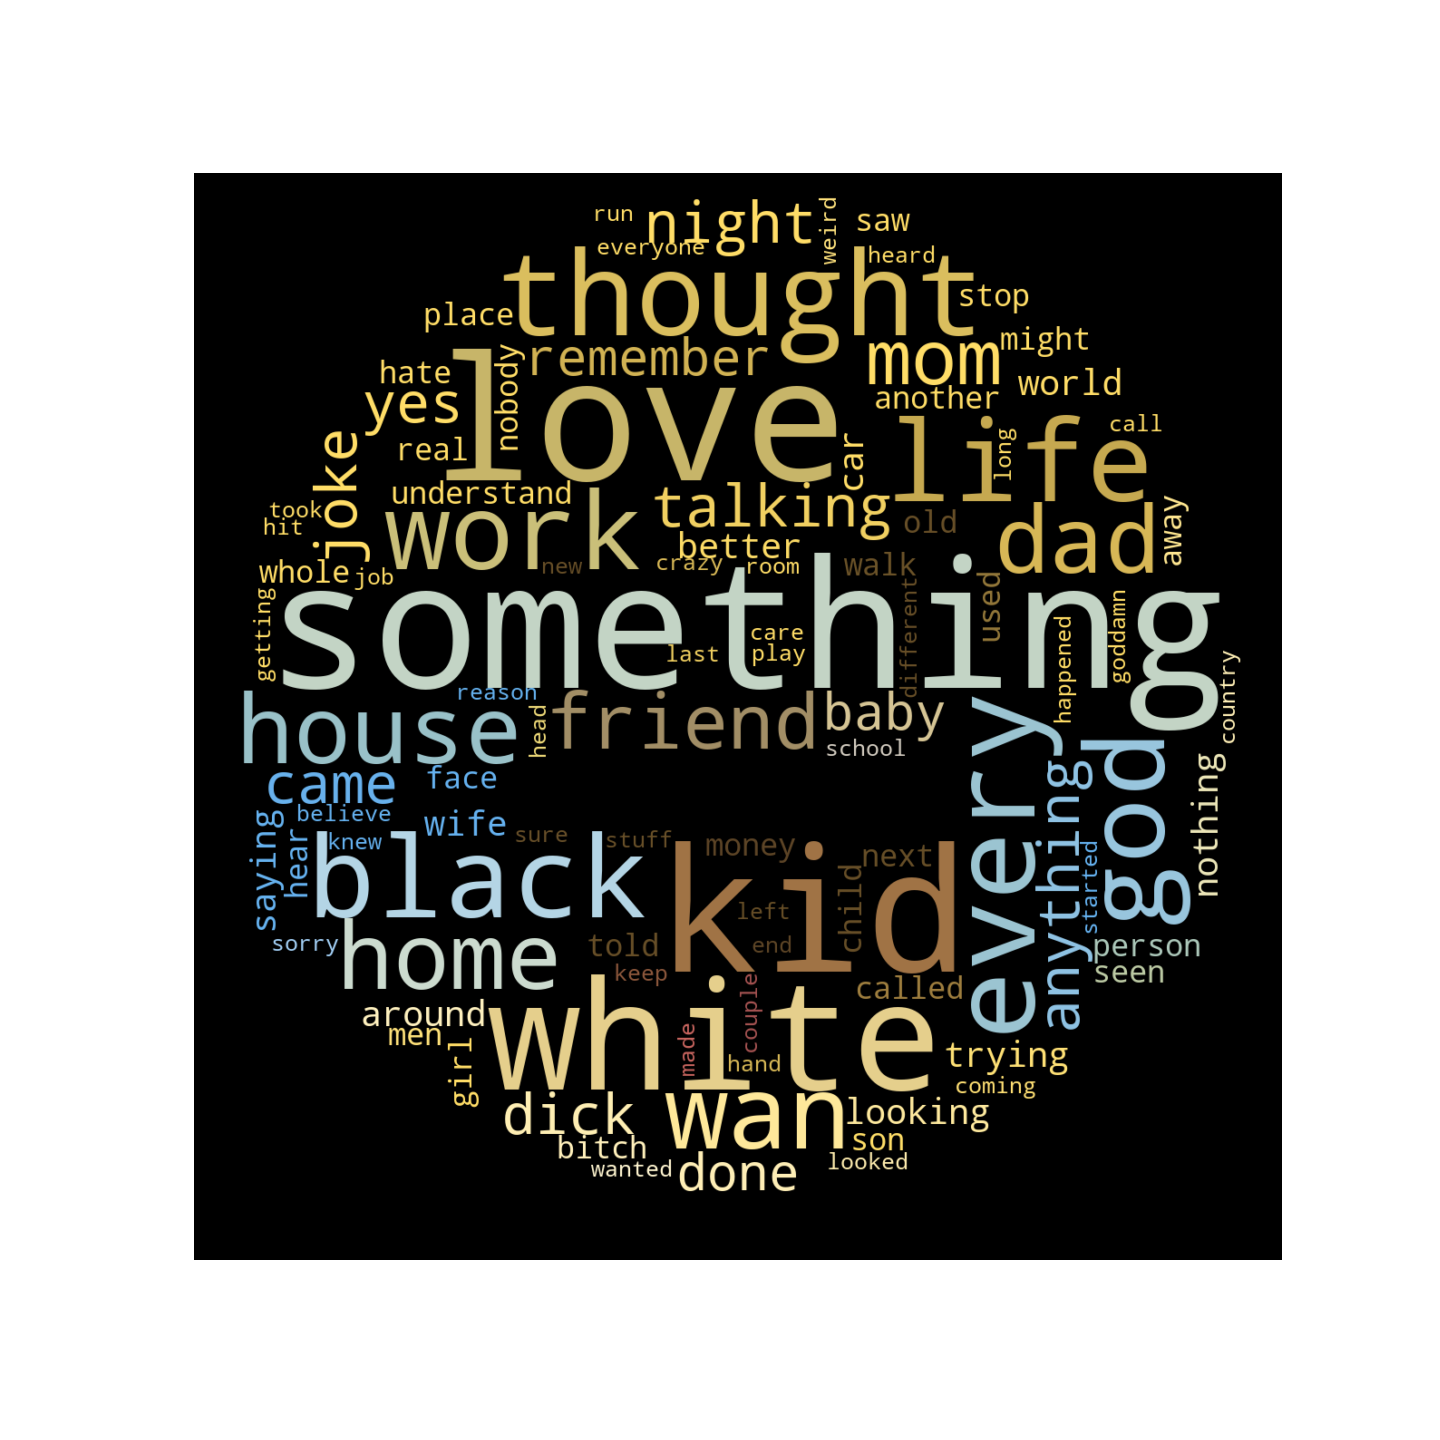 run
night
weird
saw
everyone
heard
thought
stop
place
might
remember
mom
hate
nobody
love
world
yes
another
life
call
real
car
long
joke
understand
talking
work
old
dad
away
took
hit
better
new
crazy
room
walk
whole
job
something
getting
different
used
goddamn
care
happened
last
play
country
reason
house
head
friend
baby
every
school
god
came
face
anything
nothing
believe
wife
saying
hear
knew
sure
stuff
money
next
black
kid
child
started
left
sorry
home
told
end
person
keep
seen
couple
called
white
around
men
made
girl
hand
trying
coming
dick
wan
looking
bitch
son
wanted
done
looked